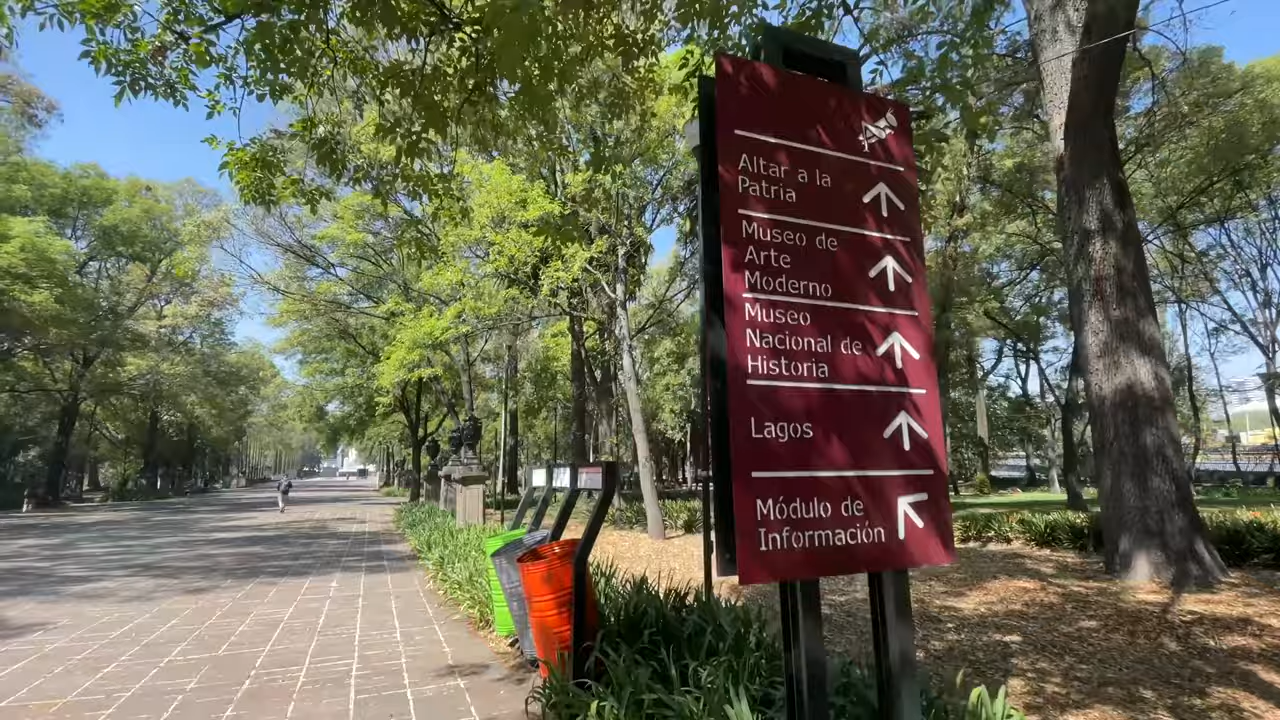 Altar a la
Patria
Museo de
Arte
Moderno
Museo
Nacional de
Historia
Lagos
Módulo de
Información